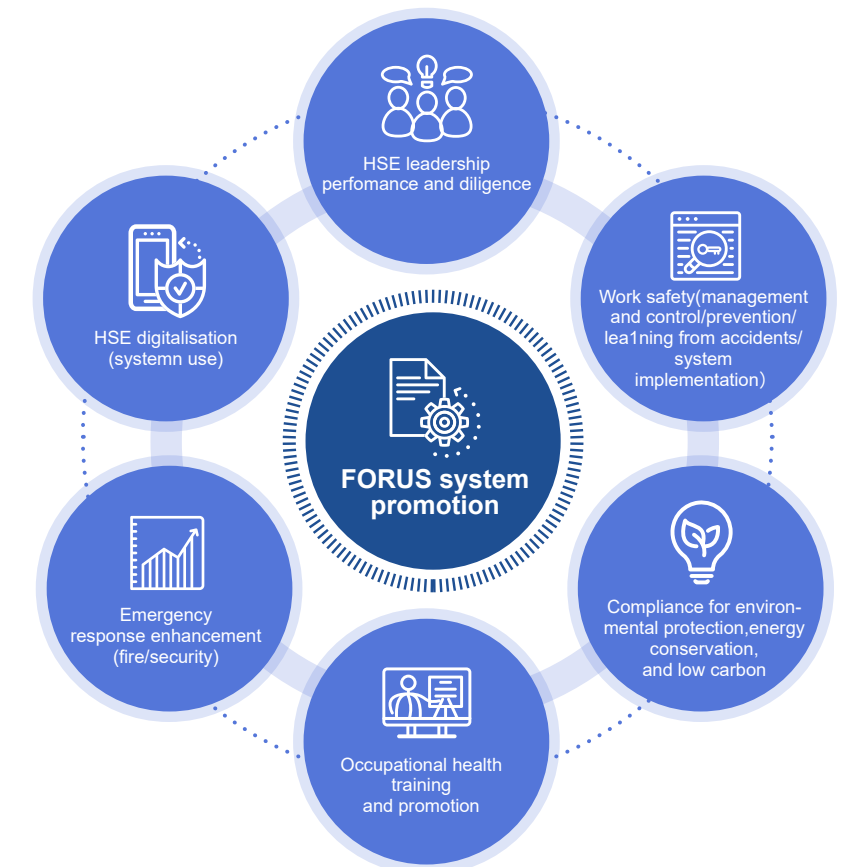 HSE leadership
perfomance and diligence
Work safety(management
and control/prevention/
lea1ning from accidents/
system
implementation）
HSE digitalisation
(systemn use)
FORUS system
promotion
Compliance for environ-
mental protection,energy
conservation,
and low carbon
Emergency
response enhancement
(fire/security)
Occupational health
training
and promotion